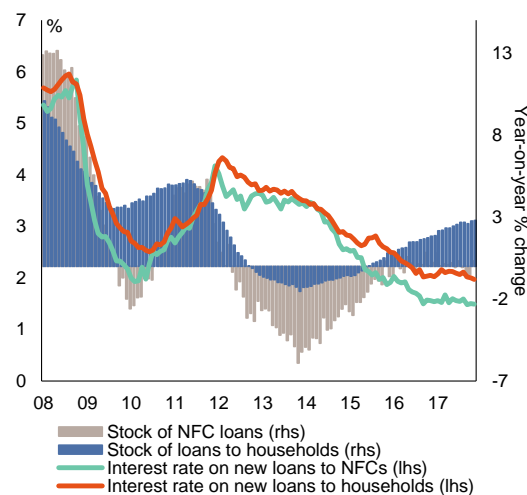 %
7
6
5
4
3
2
1
0
13
8
3
-2
-7
Year-on-year % change
08 09 10 11 12 13 14 15 16 17
Stock of NFC loans (rhs)
Stock of loans to households (rhs)
Interest rate on new loans to NFCs (lhs)
Interest rate on new loans to households (lhs)